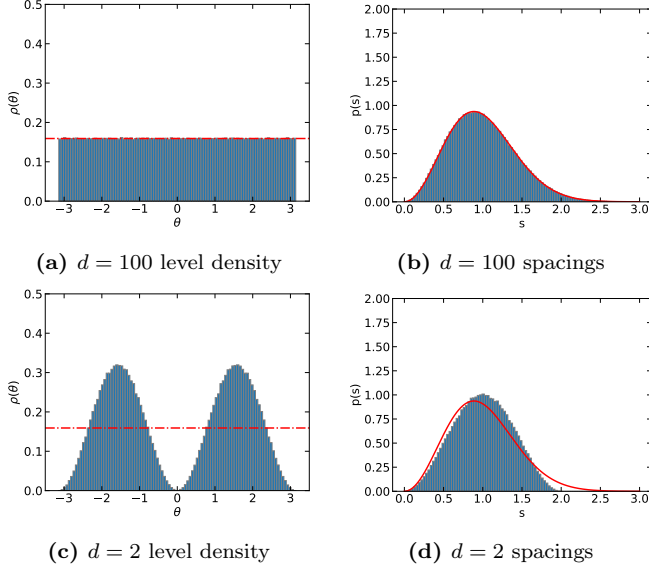 0.5
0.4
0.3
0.2
0.1
0.0
ρ(θ)
−3 −2 −1 0 1 2 3
θ
2.00
1.75
1.50
1.25
1.00
0.75
0.50
0.25
0.00
p(s)
0.0 0.5 1.0 1.5 2.0 2.5 3.0
s
(a) d = 100 level density
(b) d = 100 spacings
0.5
0.4
0.3
0.2
0.1
0.0
ρ(θ)
−3 −2 −1 0 1 2 3
θ
2.00
1.75
1.50
1.25
1.00
0.75
0.50
0.25
0.00
p(s)
0.0 0.5 1.0 1.5 2.0 2.5 3.0
s
(c) d = 2 level density
(d) d = 2 spacings